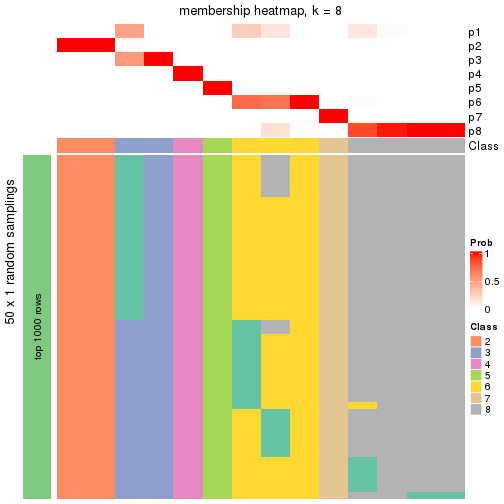 membership heatmap, k = 8
p1
p2
p3
p4
p5
p6
p7
p8
Class
50 x 1 random samplings
top 1000 rows
Prob
1
0.5
0
Class
2
3
4
5
6
7
8